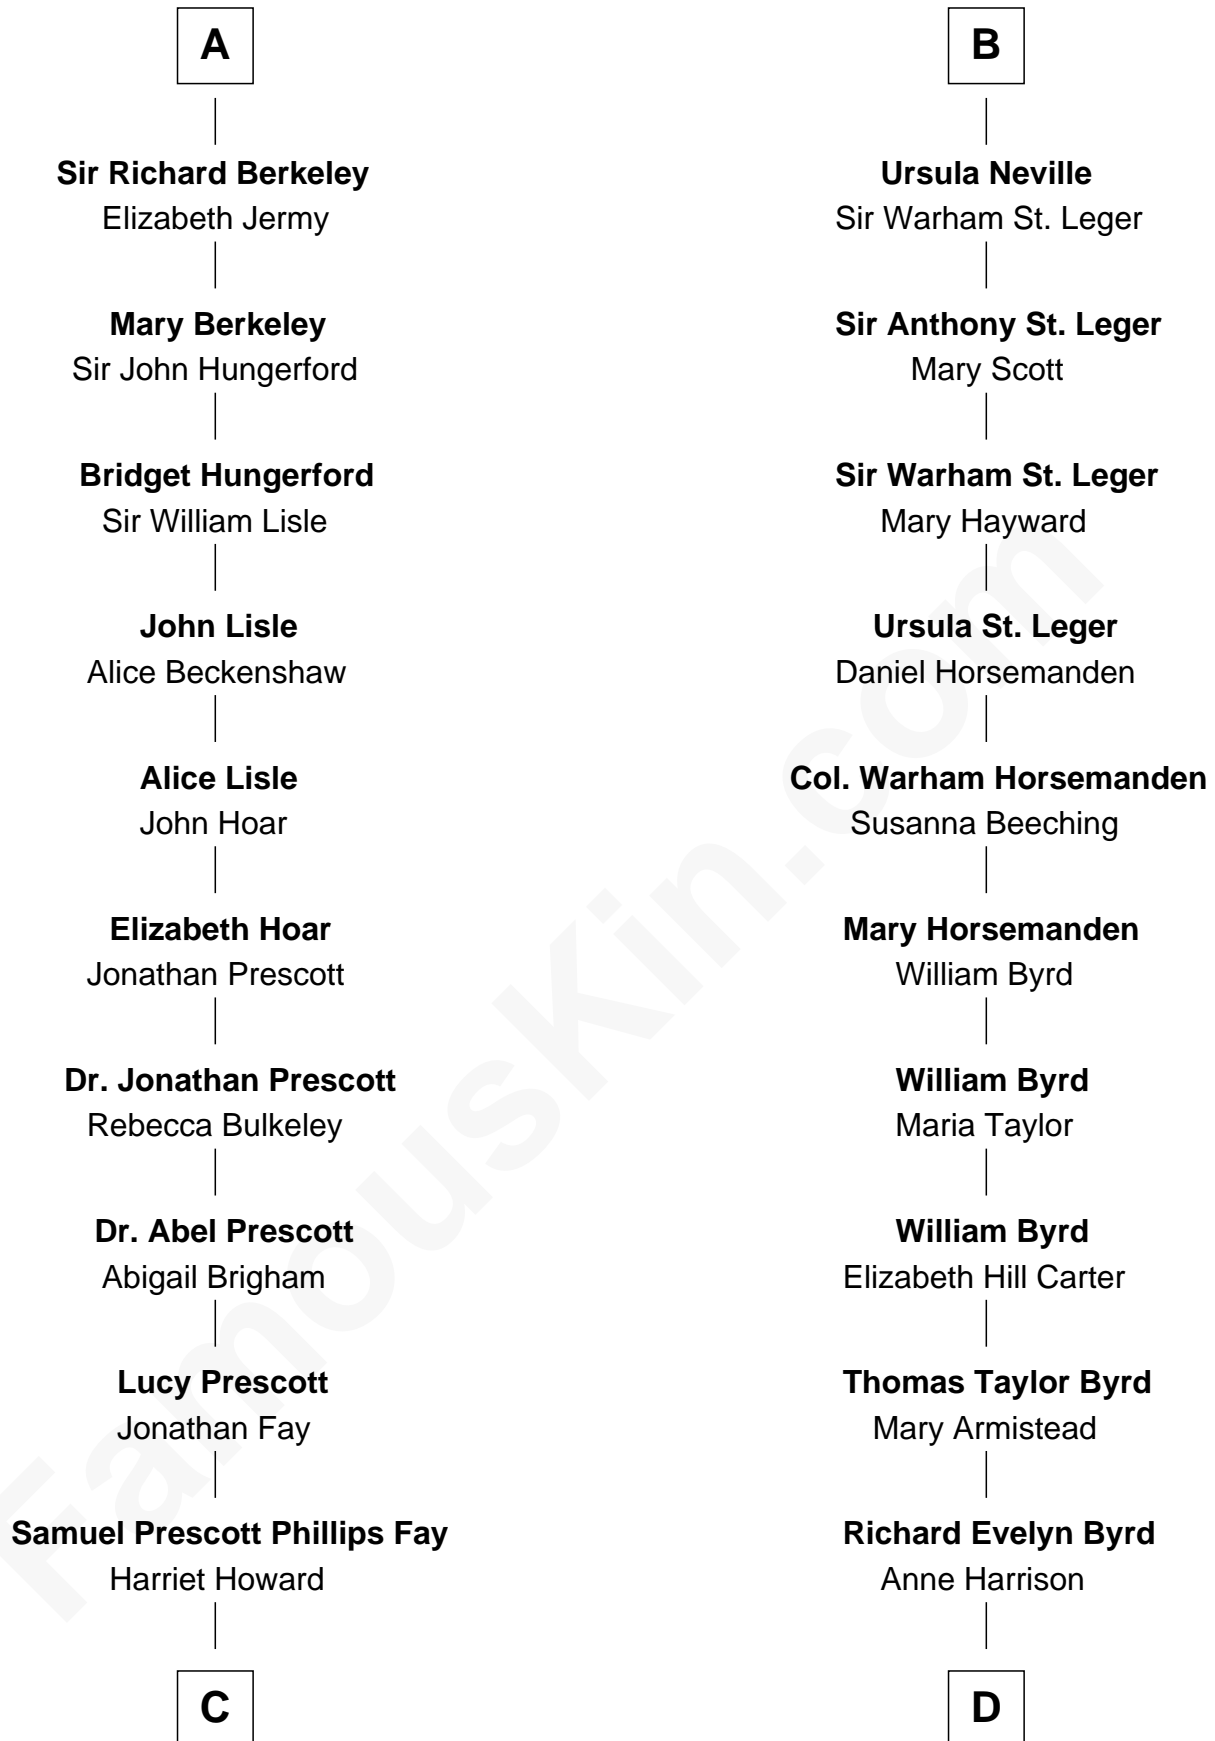 A
Sir Richard Berkeley
Elizabeth Jermy
Mary Berkeley
Sir John Hungerford
Bridget Hungerford
Sir William Lisle
John Lisle
Alice Beckenshaw
Alice Lisle
John Hoar
Elizabeth Hoar
Jonathan Prescott
Dr. Jonathan Prescott
Rebecca Bulkeley
Dr. Abel Prescott
Abigail Brigham
Lucy Prescott
Jonathan Fay
Samuel Prescott Phillips Fay
Harriet Howard
C
B
Ursula Neville
Sir Warham St. Leger
Sir Anthony St. Leger
Mary Scott
Sir Warham St. Leger
Mary Hayward
Ursula St. Leger
Daniel Horsemanden
Col. Warham Horsemanden
Susanna Beeching
Mary Horsemanden
William Byrd
William Byrd
Maria Taylor
William Byrd
Elizabeth Hill Carter
Thomas Taylor Byrd
Mary Armistead
Richard Evelyn Byrd
Anne Harrison
D
FamousKin.com